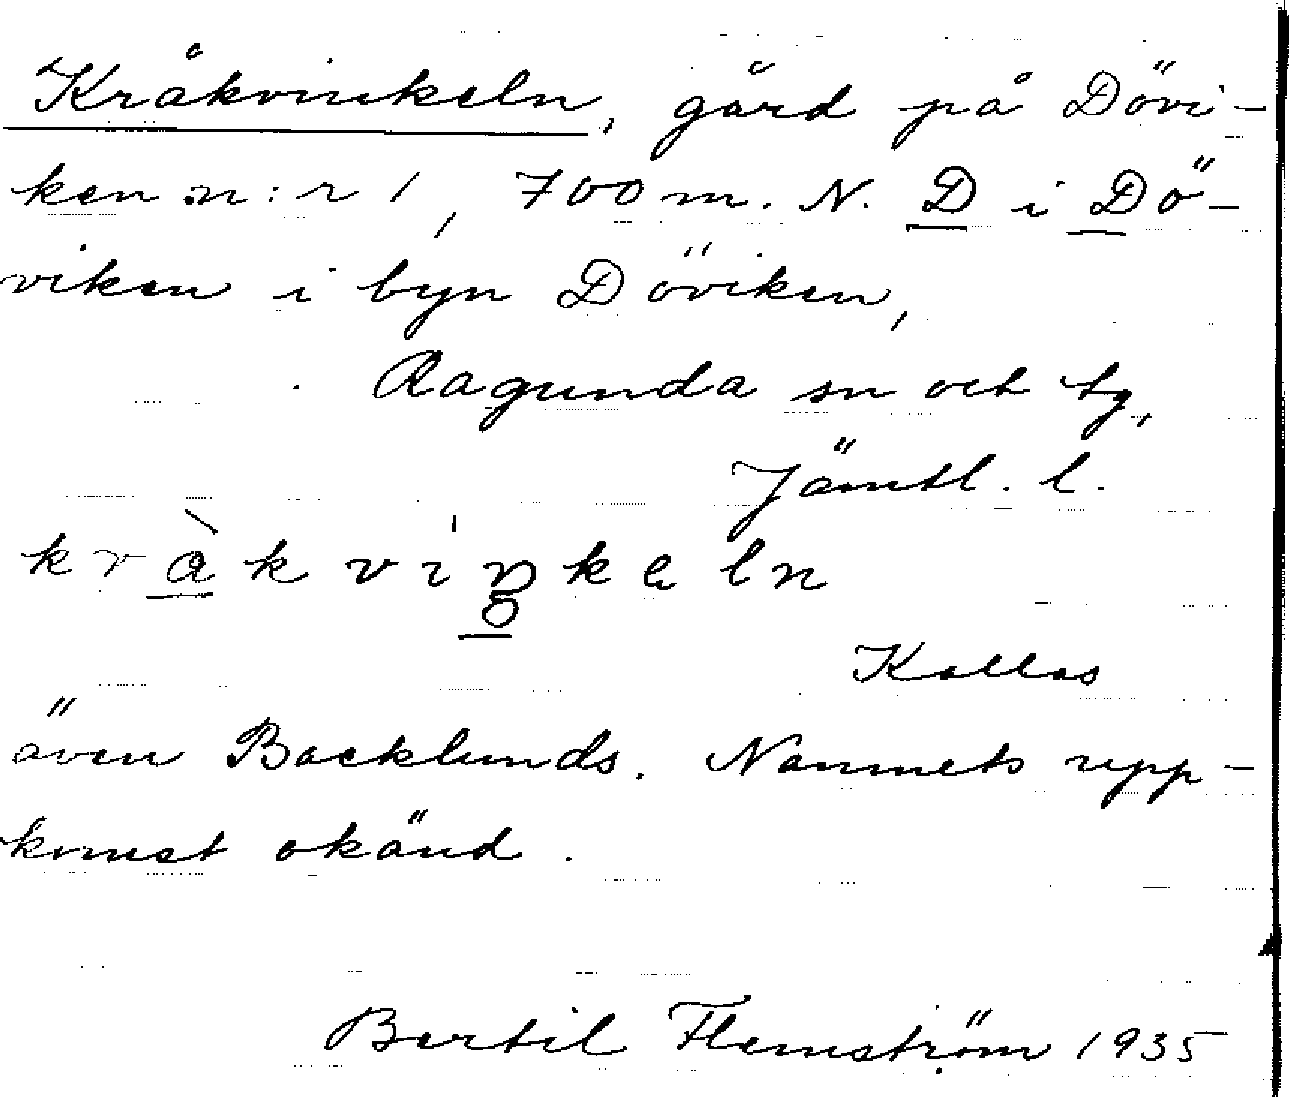 Kråkvinkeln, gård på Dövi-
ken n:r 1, 700 m. N. D i Dö-
viken i byn Döviken,
Ragunda sn och tg,
Jämtl. l.
Kallas
även Backlunds. Namnets upp-
komst okänd.
Bertil Flemström 1935